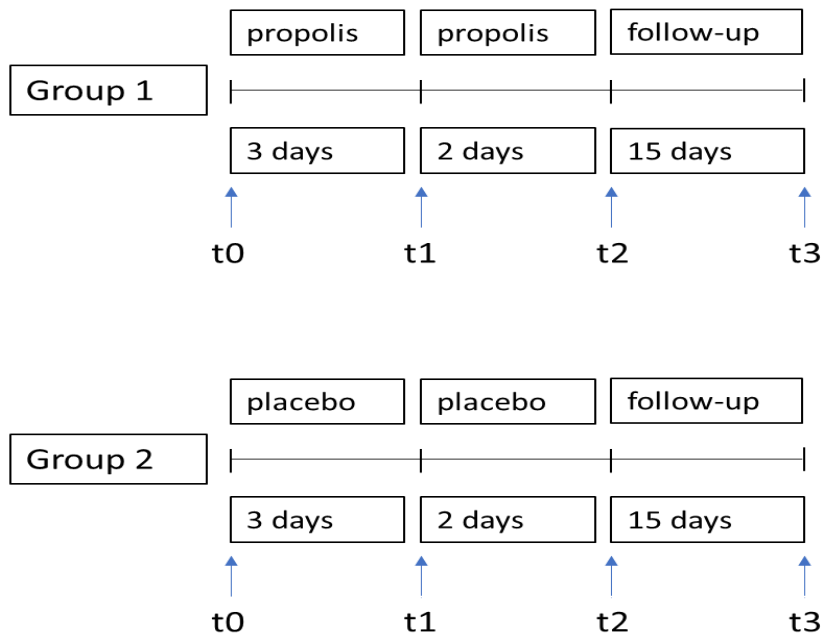 propolis propolis follow-up
Group 1
3 days 2 days 15 days
t0 t1 t2 t3
placebo placebo follow-up
Group 2
3 days 2 days 15 days
t0 t1 t2 t3